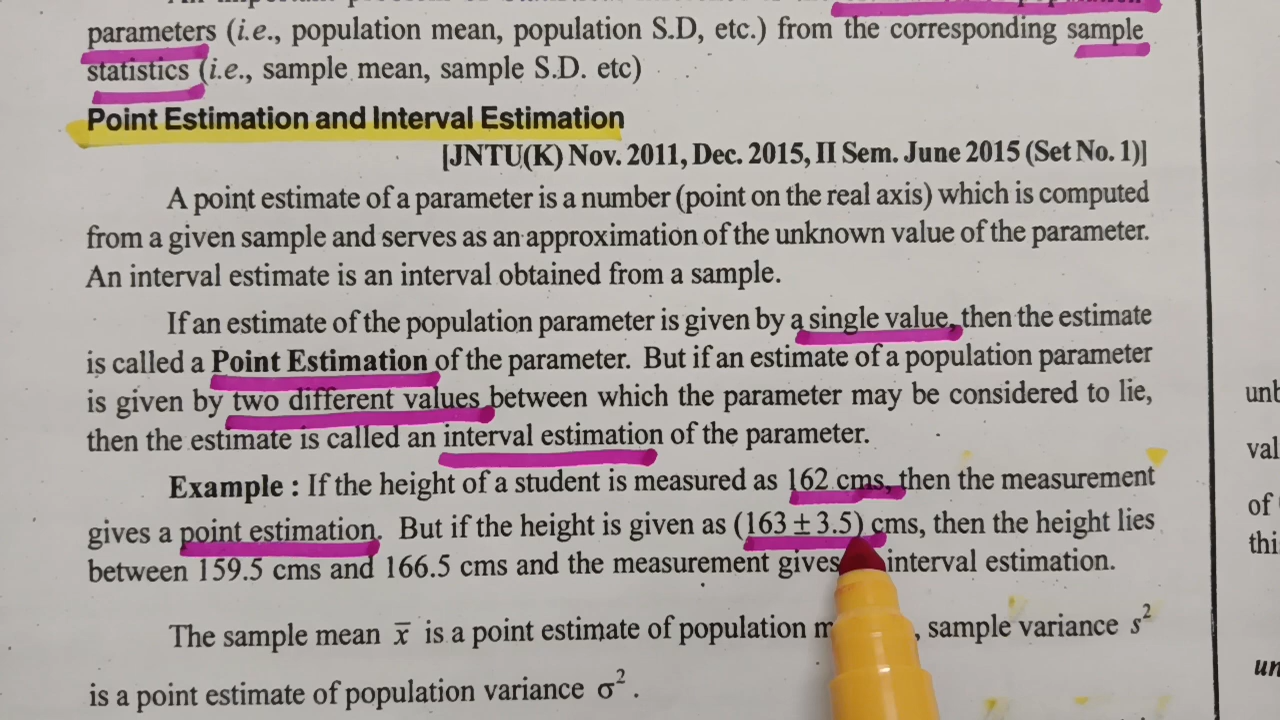 parameters (i.e., population mean, population S.D, etc.) from the corresponding sample
statistics (i.e., sample mean, sample S.D. etc)
Point Estimation and Interval Estimation
[JNTU(K) Nov. 2011, Dec. 2015, II Sem. June 2015 (Set No. 1)]
A point estimate of a parameter is a number (point on the real axis) which is computed
from a given sample and serves as an approximation of the unknown value of the parameter.
An interval estimate is an interval obtained from a sample.
If an estimate of the population parameter is given by a single value, then the estimate
is called a Point Estimation of the parameter. But if an estimate of a population parameter
is given by two different values between which the parameter may be considered to lie,
then the estimate is called an interval estimation of the parameter.
Example : If the height of a student is measured as 162 cms, then the measurement
gives a point estimation. But if the height is given as (163 ± 3.5) cms, then the height lies
between 159.5 cms and 166.5 cms and the measurement gives interval estimation.
The sample mean x̅ is a point estimate of population , sample variance s²
is a point estimate of population variance σ².
val
of